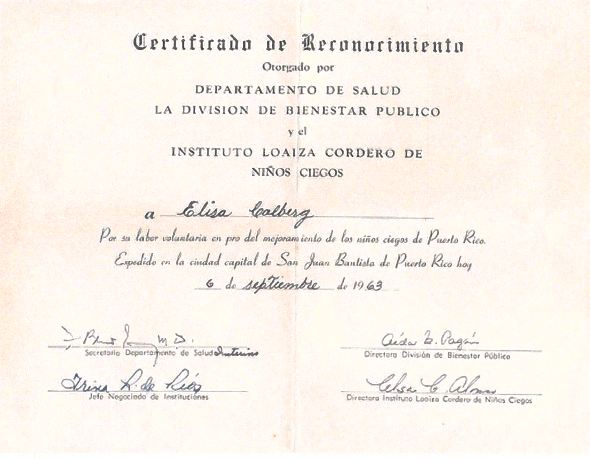 Certificado de Reconocimiento
Otorgado por
DEPARTAMENTO DE SALUD
LA DIVISION DE BIENESTAR PUBLICO
y el
INSTITUTO LOAIZA CORDERO DE
NIÑOS CIEGOS
a Elisa Colberg
Por su labor voluntaria en pro del mejoramiento de los niños ciegos de Puerto Rico.
Expedido en la ciudad capital de San Juan Bautista de Puerto Rico hoy
6 de septiembre de 1963
M.D.
Secretario Departamento de Salud Interino
Aida G. Pagán
Directora División de Bienestar Público
Irina R. de Ríos
Jefe Negociado de Instituciones
Celsa C. Alonso
Directora Instituto Loaiza Cordero de Niños Ciegos